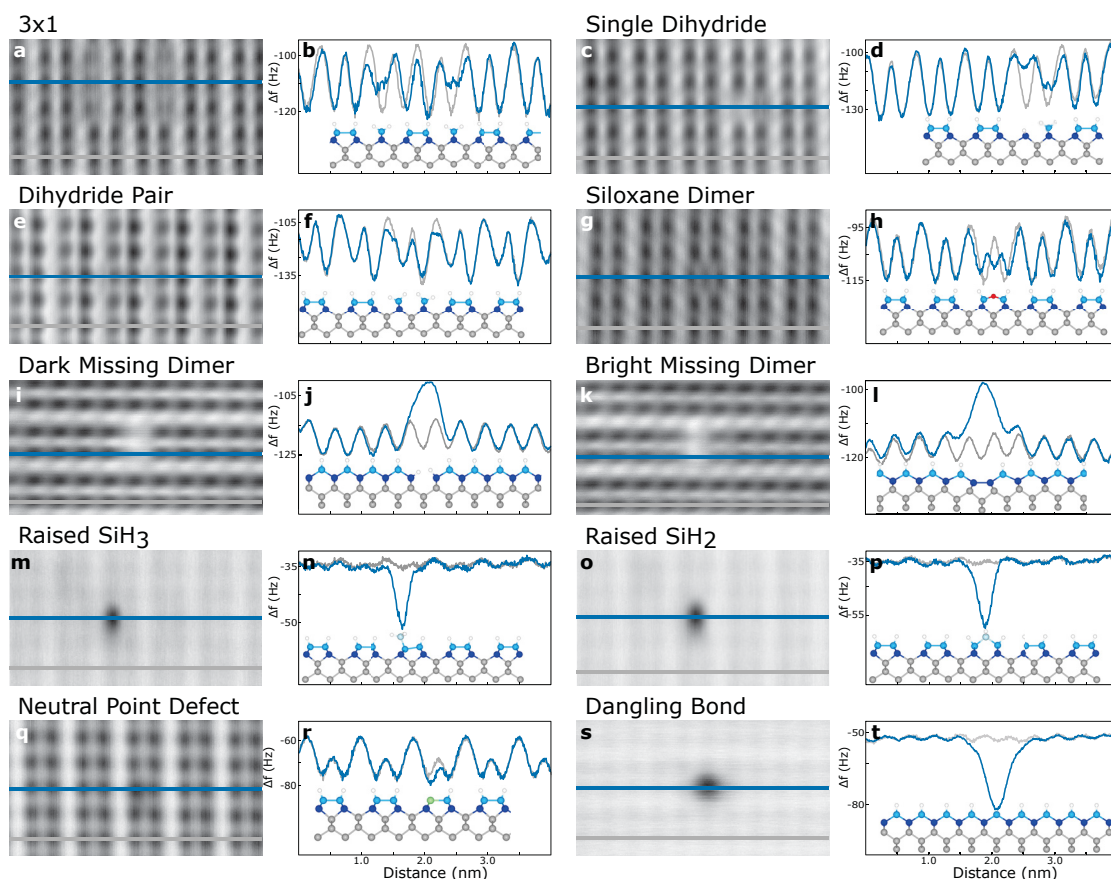 3x1 Single Dihydride
a b c d
Δf (Hz) -100 -120
Δf (Hz) -100 -130
Dihydride Pair Siloxane Dimer
e f g h
Δf (Hz) -105 -135
Δf (Hz) -95 -115
Dark Missing Dimer Bright Missing Dimer
i j k l
Δf (Hz) -105 -125
Δf (Hz) -100 -120
Raised SiH3 Raised SiH2
m n o p
Δf (Hz) -35 -50
Δf (Hz) -35 -55
Neutral Point Defect Dangling Bond
q r s t
Δf (Hz) -60 -80
Δf (Hz) -50 -80
1.0 2.0 3.0 1.0 2.0 3.0
Distance (nm) Distance (nm)